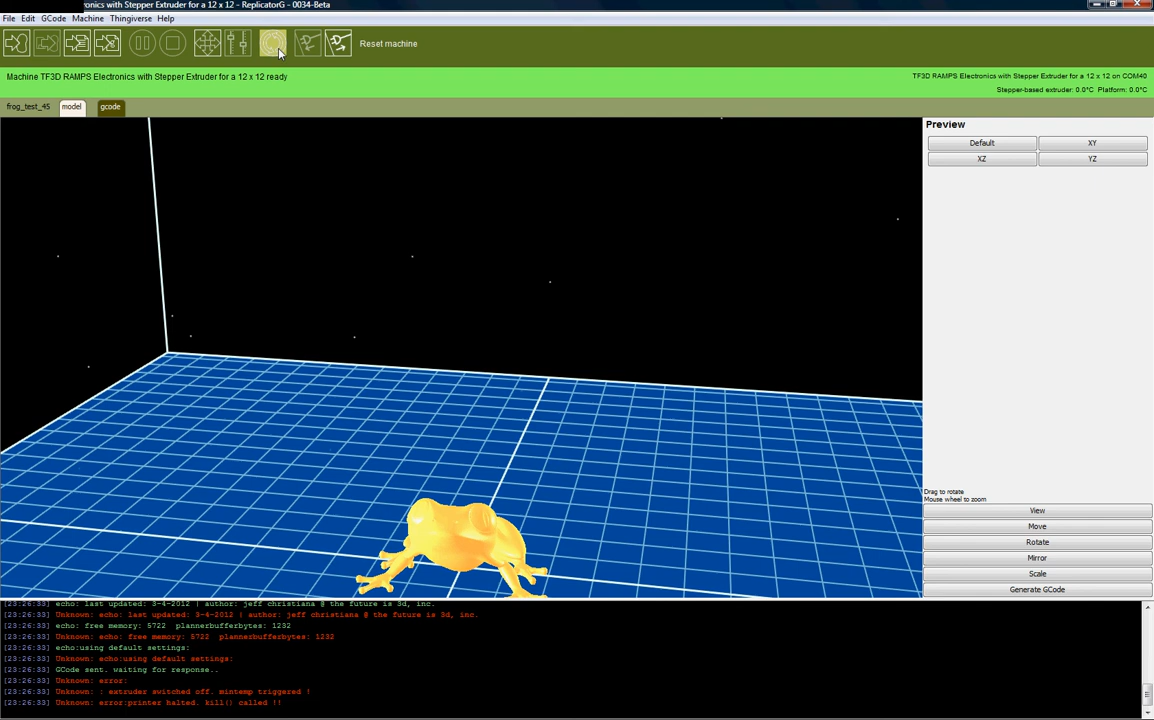 ronics with Stepper Extruder for a 12 x 12 - ReplicatorG - 0034-Beta
File Edit GCode Machine Thingiverse Help
Reset machine
Machine TF3D RAMPS Electronics with Stepper Extruder for a 12 x 12 ready
TF3D RAMPS Electronics with Stepper Extruder for a 12 x 12 on COM40
Stepper-based extruder: 0.0°C Platform: 0.0°C
frog_test_45 model gcode
Preview
Default XY
XZ YZ
Drag to rotate
Mouse wheel to zoom
View
Move
Rotate
Mirror
Scale
Generate GCode
[23:26:33] echo: last updated: 3-4-2012 | author: jeff christiana @ the future is 3d, inc.
[23:26:33] Unknown: echo: last updated: 3-4-2012 | author: jeff christiana @ the future is 3d, inc.
[23:26:33] echo: free memory: 5722 plannerbufferbytes: 1232
[23:26:33] Unknown: echo: free memory: 5722 plannerbufferbytes: 1232
[23:26:33] echo:using default settings:
[23:26:33] Unknown: echo:using default settings:
[23:26:33] GCode sent. waiting for response..
[23:26:33] Unknown: error:
[23:26:33] Unknown: : extruder switched off. mintemp triggered !
[23:26:33] Unknown: error:printer halted. kill() called !!